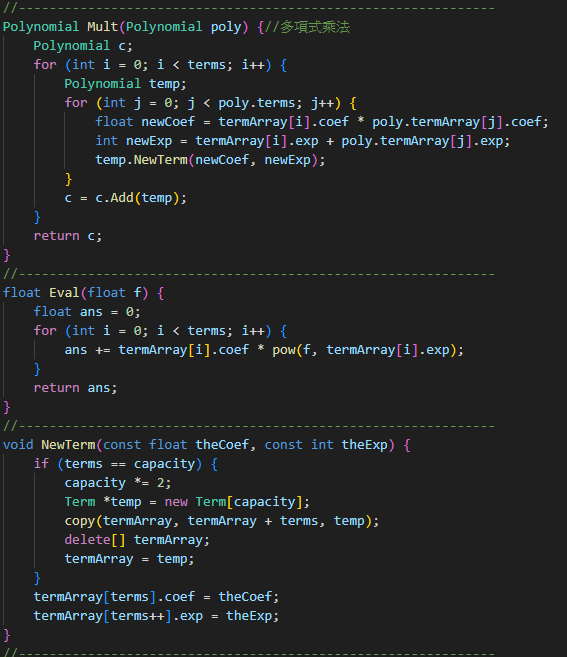 //--------------------------------------------------------------
Polynomial Mult(Polynomial poly) {//多項式乘法
    Polynomial c;
    for (int i = 0; i < terms; i++) {
        Polynomial temp;
        for (int j = 0; j < poly.terms; j++) {
            float newCoef = termArray[i].coef * poly.termArray[j].coef;
            int newExp = termArray[i].exp + poly.termArray[j].exp;
            temp.NewTerm(newCoef, newExp);
        }
        c = c.Add(temp);
    }
    return c;
}
//--------------------------------------------------------------
float Eval(float f) {
    float ans = 0;
    for (int i = 0; i < terms; i++) {
        ans += termArray[i].coef * pow(f, termArray[i].exp);
    }
    return ans;
}
//--------------------------------------------------------------
void NewTerm(const float theCoef, const int theExp) {
    if (terms == capacity) {
        capacity *= 2;
        Term *temp = new Term[capacity];
        copy(termArray, termArray + terms, temp);
        delete[] termArray;
        termArray = temp;
    }
    termArray[terms].coef = theCoef;
    termArray[terms++].exp = theExp;
}
//--------------------------------------------------------------